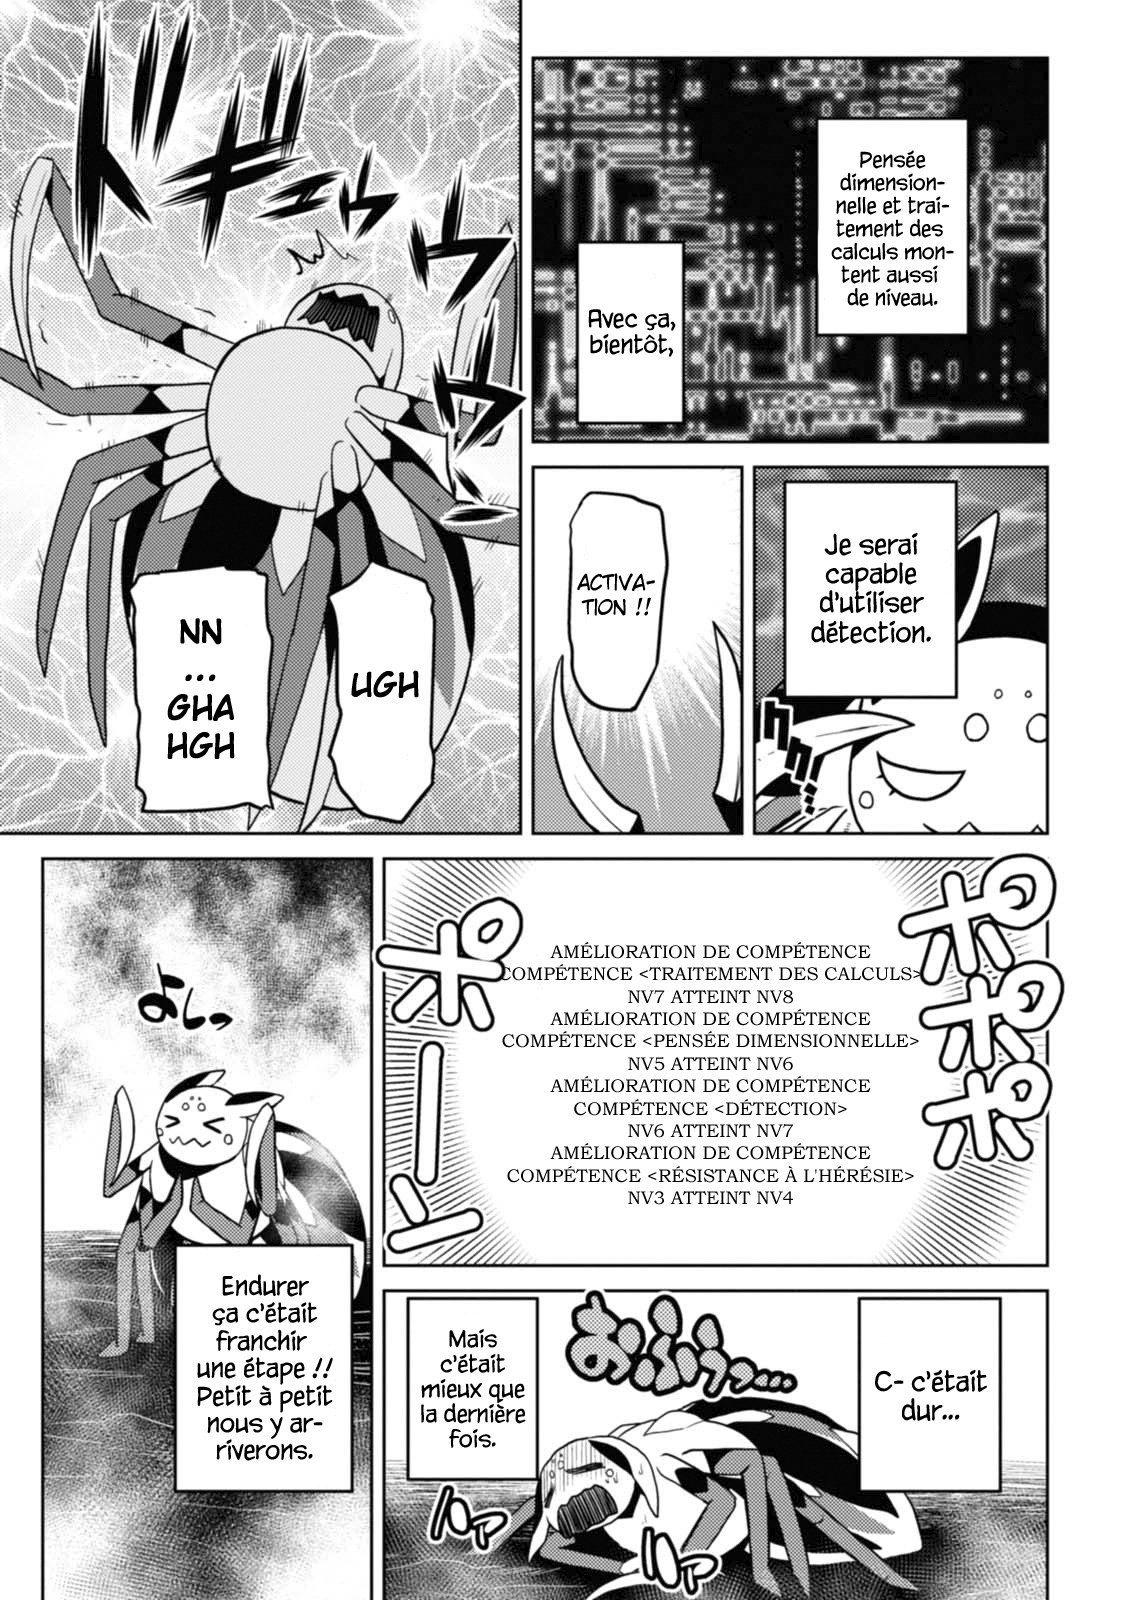 Pensée
dimension-
nelle et trai-
tement des
calculs mon-
tent aussi
de niveau.
Avec ça,
bientôt,
Je serai
capable
d'utiliser
détection.
ククク…
ACTIVA-
TION !!
UGH
NN
...
GHA
HGH
AMÉLIORATION DE COMPÉTENCE
COMPÉTENCE <TRAITEMENT DES CALCULS>
NV7 ATTEINT NV8
AMÉLIORATION DE COMPÉTENCE
COMPÉTENCE <PENSÉE DIMENSIONNELLE>
NV5 ATTEINT NV6
AMÉLIORATION DE COMPÉTENCE
COMPÉTENCE <DÉTECTION>
NV6 ATTEINT NV7
AMÉLIORATION DE COMPÉTENCE
COMPÉTENCE <RÉSISTANCE À L'HÉRÉSIE>
NV3 ATTEINT NV4
ポポポ
ポーン
C- c'était
dur...
おふぅっ…
Mais
c'était
mieux que
la dernière
fois.
よしっ
Endurer
ça c'était
franchir
une étape !!
Petit à petit
nous y ar-
riverons.